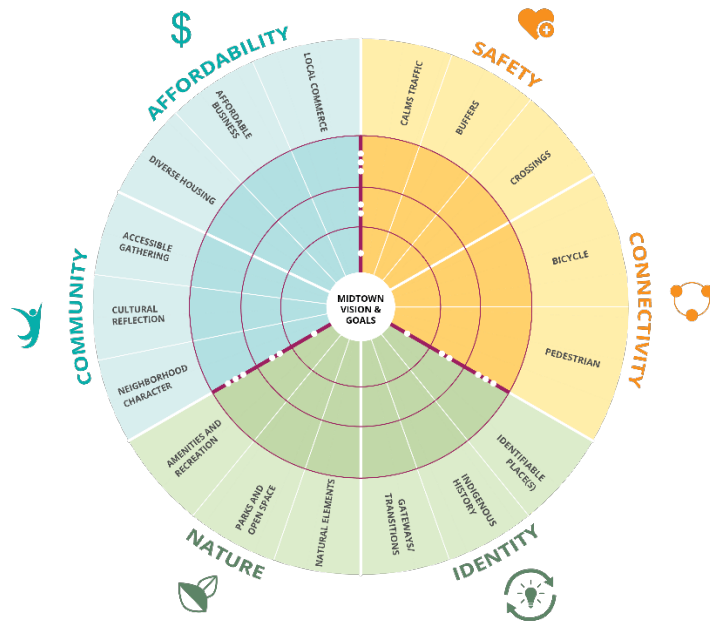 $
AFFORDABILITY
SAFETY
LOCAL COMMERCE
AFFORDABLE
BUSINESS
DIVERSE HOUSING
CALMS TRAFFIC
BUFFERS
CROSSINGS
COMMUNITY
ACCESSIBLE
GATHERING
CULTURAL
REFLECTION
NEIGHBORHOOD
CHARACTER
MIDTOWN
VISION &
GOALS
CONNECTIVITY
BICYCLE
PEDESTRIAN
AMENITIES AND
RECREATION
PARKS AND
OPEN SPACE
NATURAL ELEMENTS
GATEWAYS/
TRANSITIONS
INDIGENOUS
HISTORY
IDENTIFIABLE
PLACE(S)
NATURE
IDENTITY